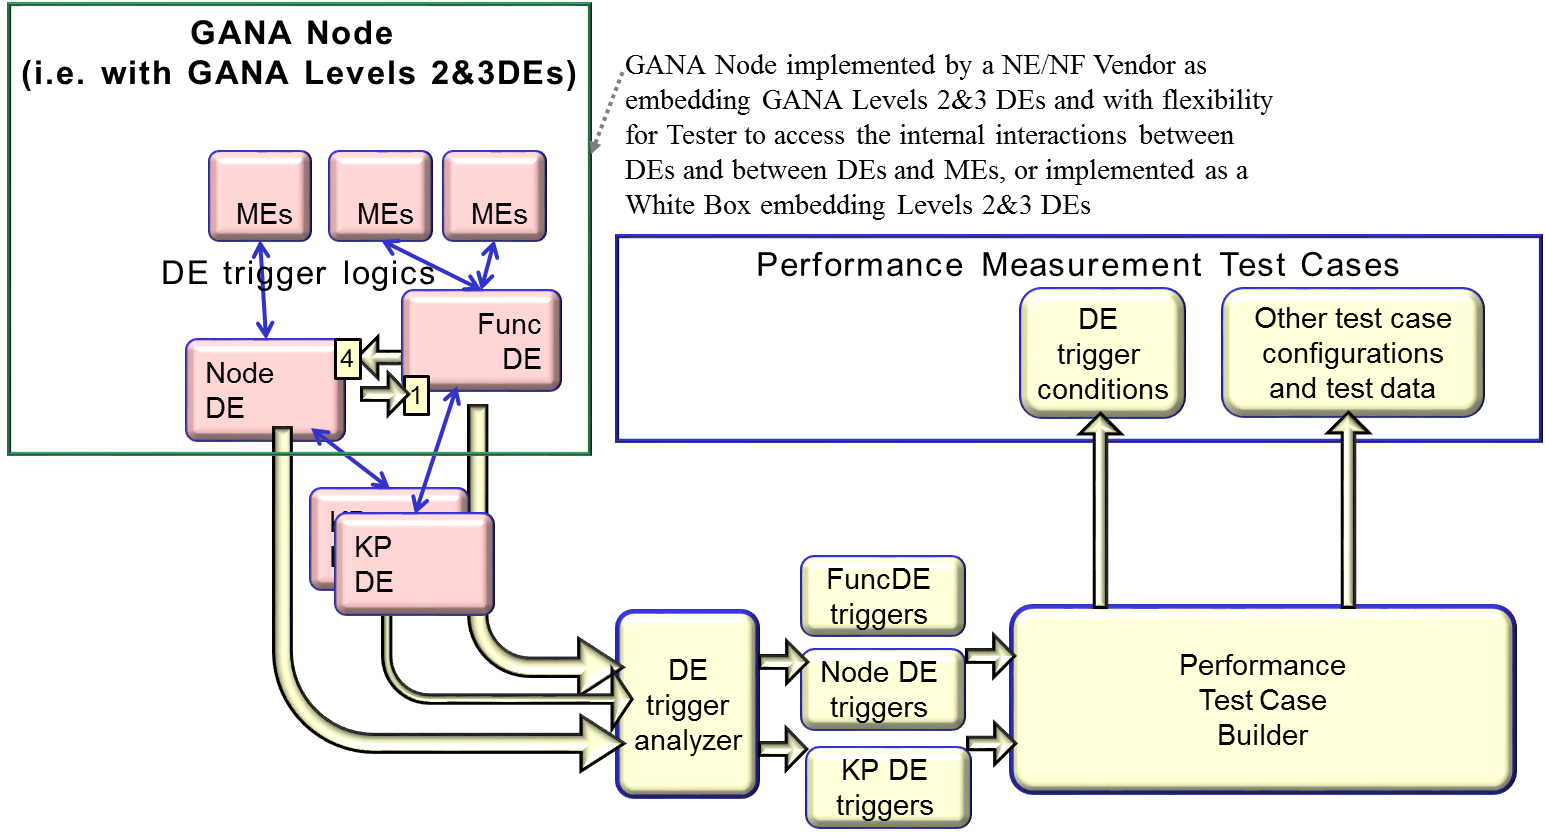 GANA Node
(i.e. with GANA Levels 2&3DEs)
GANA Node implemented by a NE/NF Vendor as
embedding GANA Levels 2&3 DEs and with flexibility
for Tester to access the internal interactions between
DEs and between DEs and MEs, or implemented as a
White Box embedding Levels 2&3 DEs
MEs
MEs
MEs
DE trigger logics
Func
DE
4
1
Node
DE
KP
DE
Performance Measurement Test Cases
DE
trigger
conditions
Other test case
configurations
and test data
DE
trigger
analyzer
FuncDE
triggers
Node DE
triggers
KP DE
triggers
Performance
Test Case
Builder